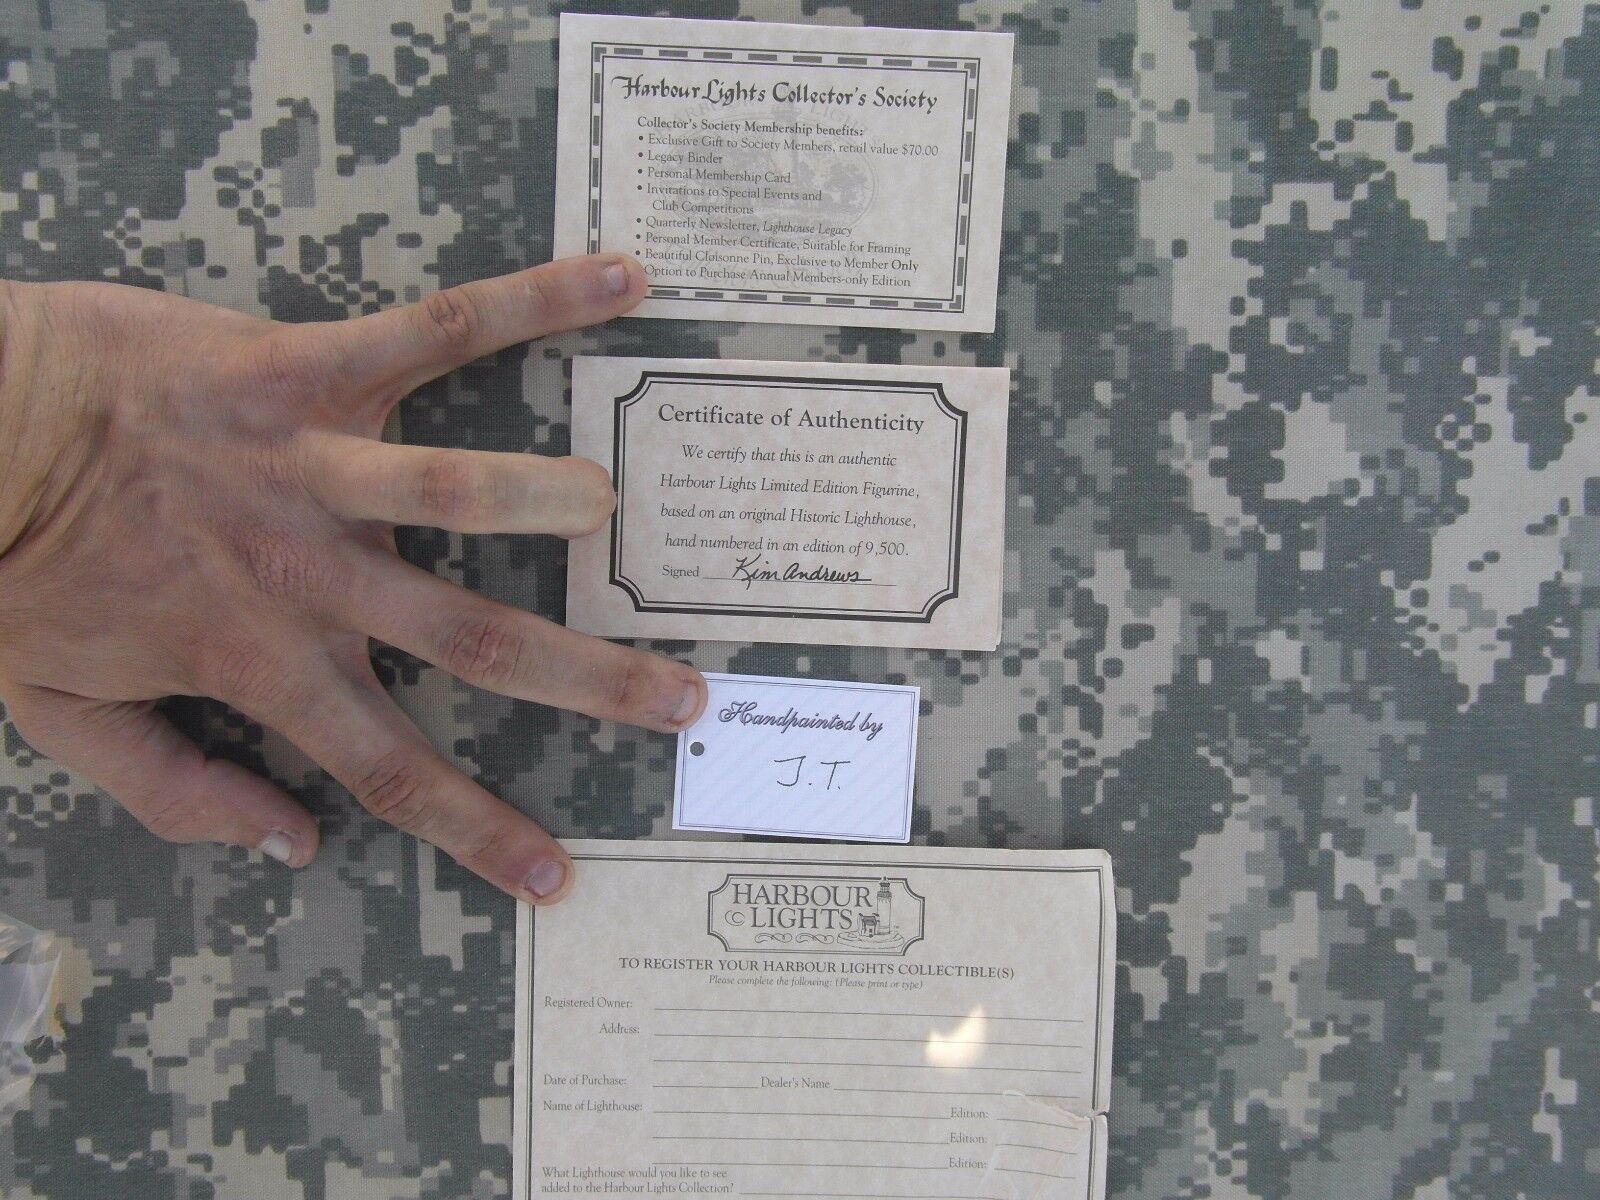 Harbour Lights Collector's Society
Collector's Society Membership benefits:
• Exclusive Gift to Society Members, retail value $70.00
• Legacy Binder
• Personal Membership Card
• Invitations to Special Events and
Club Competitions
• Quarterly Newsletter, Lighthouse Legacy
• Personal Member Certificate, Suitable for Framing
• Beautiful Cloisonne Pin, Exclusive to Member Only
Option to Purchase Annual Members-only Edition
Certificate of Authenticity
We certify that this is an authentic
Harbour Lights Limited Edition Figurine,
based on an original Historic Lighthouse,
hand numbered in an edition of 9,500.
Signed Kim Andrews
Handpainted by
J.T.
HARBOUR
© LIGHTS
TO REGISTER YOUR HARBOUR LIGHTS COLLECTIBLE(S)
Please complete the following: (Please print or type)
Registered Owner:
Address:
Date of Purchase: Dealer's Name
Name of Lighthouse: Edition:
Edition:
Edition:
What Lighthouse would you like to see
added to the Harbour Lights Collection?